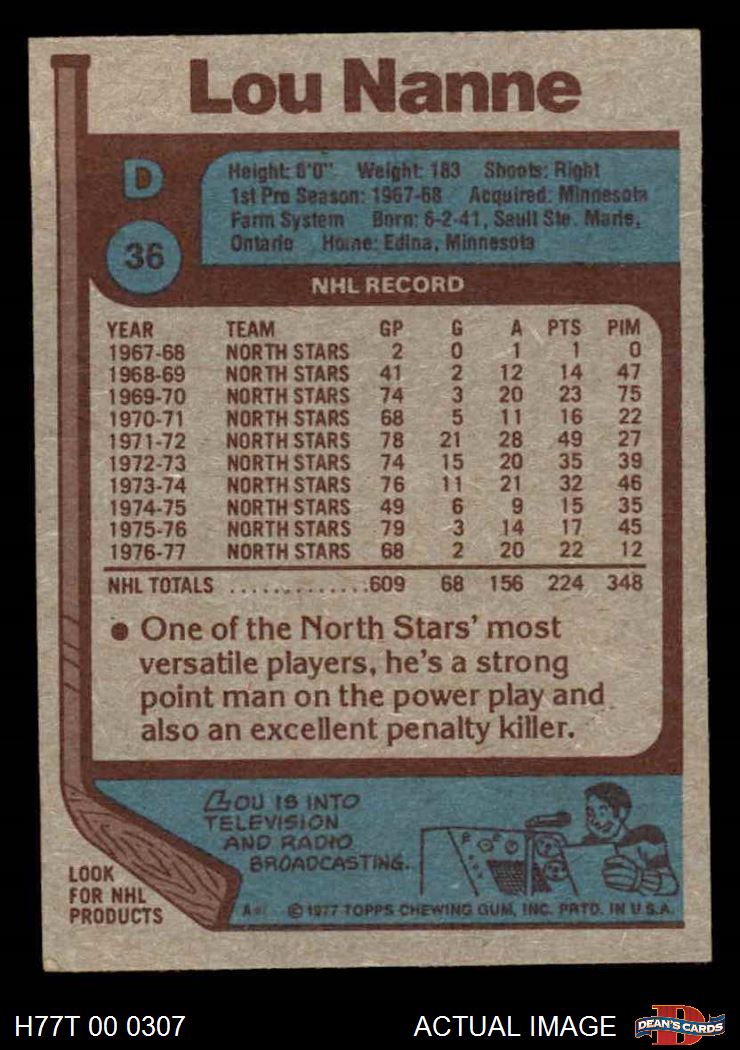 Lou Nanne
D
36
Height: 6'0" Weight: 183 Shoots: Right
1st Pro Season: 1967-68 Acquired: Minnesota
Farm System Born: 6-2-41, Sault Ste. Marie,
Ontario Home: Edina, Minnesota
NHL RECORD
YEAR TEAM GP G A PTS PIM
1967-68 NORTH STARS 2 0 1 1 0
1968-69 NORTH STARS 41 2 12 14 47
1969-70 NORTH STARS 74 3 20 23 75
1970-71 NORTH STARS 68 5 11 16 22
1971-72 NORTH STARS 78 21 28 49 27
1972-73 NORTH STARS 74 15 20 35 39
1973-74 NORTH STARS 76 11 21 32 46
1974-75 NORTH STARS 49 6 9 15 35
1975-76 NORTH STARS 79 3 14 17 45
1976-77 NORTH STARS 68 2 20 22 12
NHL TOTALS .............609 68 156 224 348
● One of the North Stars' most
versatile players, he's a strong
point man on the power play and
also an excellent penalty killer.
LOU IS INTO
TELEVISION
AND RADIO
BROADCASTING.
LOOK
FOR NHL
PRODUCTS
© 1977 TOPPS CHEWING GUM, INC. PRTD. IN U.S.A.
H77T 00 0307 ACTUAL IMAGE DEAN'S CARDS